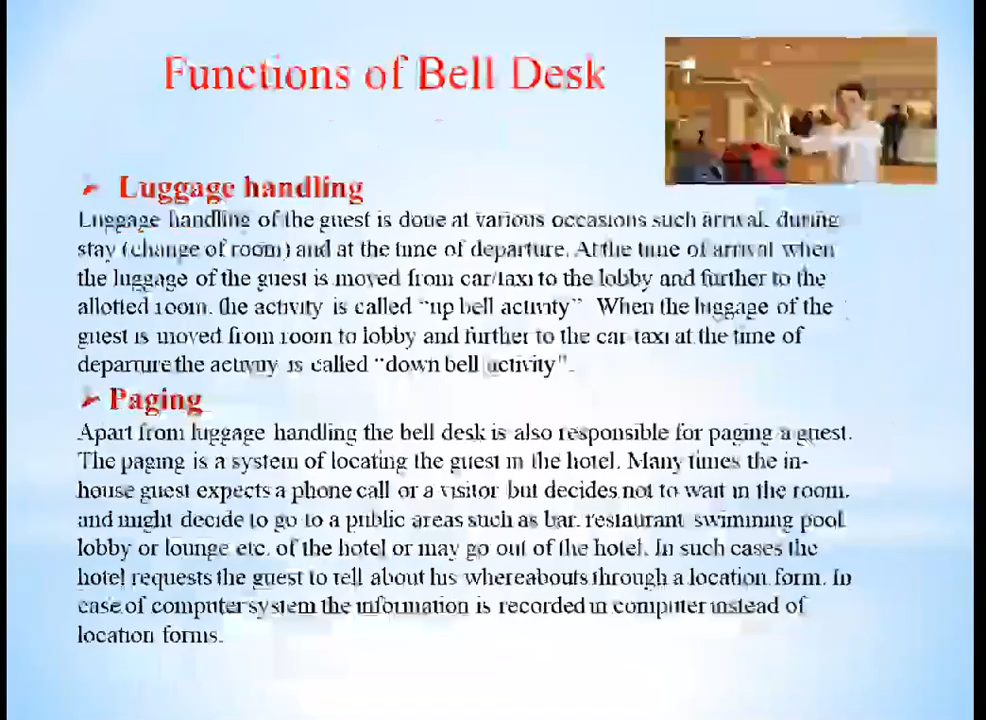 Functions of Bell Desk
Luggage handling
Luggage handling of the guest is done at various occasions such arrival, during
stay (change of room) and at the time of departure. At the time of arrival when
the luggage of the guest is moved from car/taxi to the lobby and further to the
allotted room, the activity is called "up bell activity" When the luggage of the
guest is moved from room to lobby and further to the car taxi at the time of
departure the activity is called "down bell activity".
Paging
Apart from luggage handling the bell desk is also responsible for paging a guest.
The paging is a system of locating the guest in the hotel. Many times the in-
house guest expects a phone call or a visitor but decides not to wait in the room,
and might decide to go to a public areas such as bar, restaurant swimming pool
lobby or lounge etc. of the hotel or may go out of the hotel. In such cases the
hotel requests the guest to tell about his whereabouts through a location form. In
case of computer system the information is recorded in computer instead of
location forms.